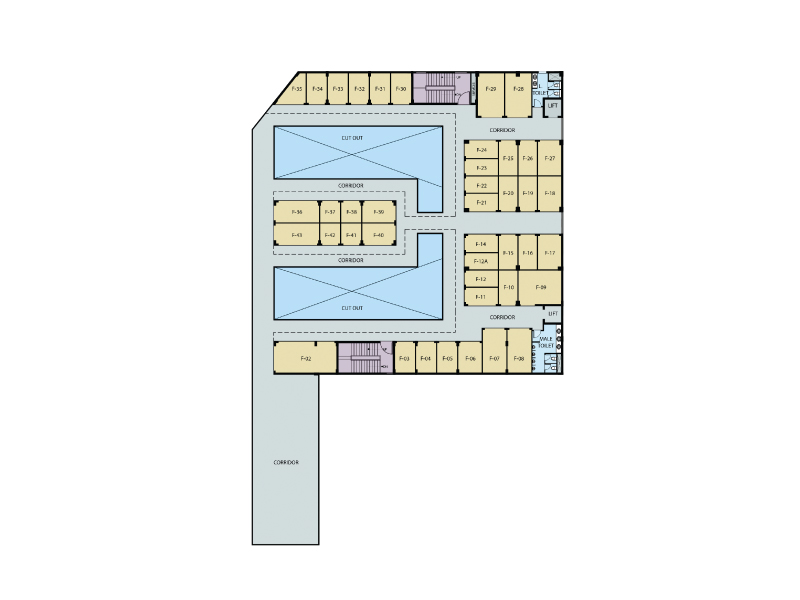 F-35 F-34 F-33 F-32 F-31 F-30 UP F-29 F-28 TOILET
LIFT
CORRIDOR
CUT OUT
F-24 F-25 F-26 F-27
F-23
CORRIDOR
F-22 F-20 F-19 F-18
F-21
F-36 F-37 F-38 F-39
F-43 F-42 F-41 F-40
F-14 F-15 F-16 F-17
F-12A
CORRIDOR
F-12 F-10 F-09
F-11
CUT OUT
CORRIDOR LIFT
MALE
TOILET
F-02 F-03 F-04 F-05 F-06 F-07 F-08
CORRIDOR